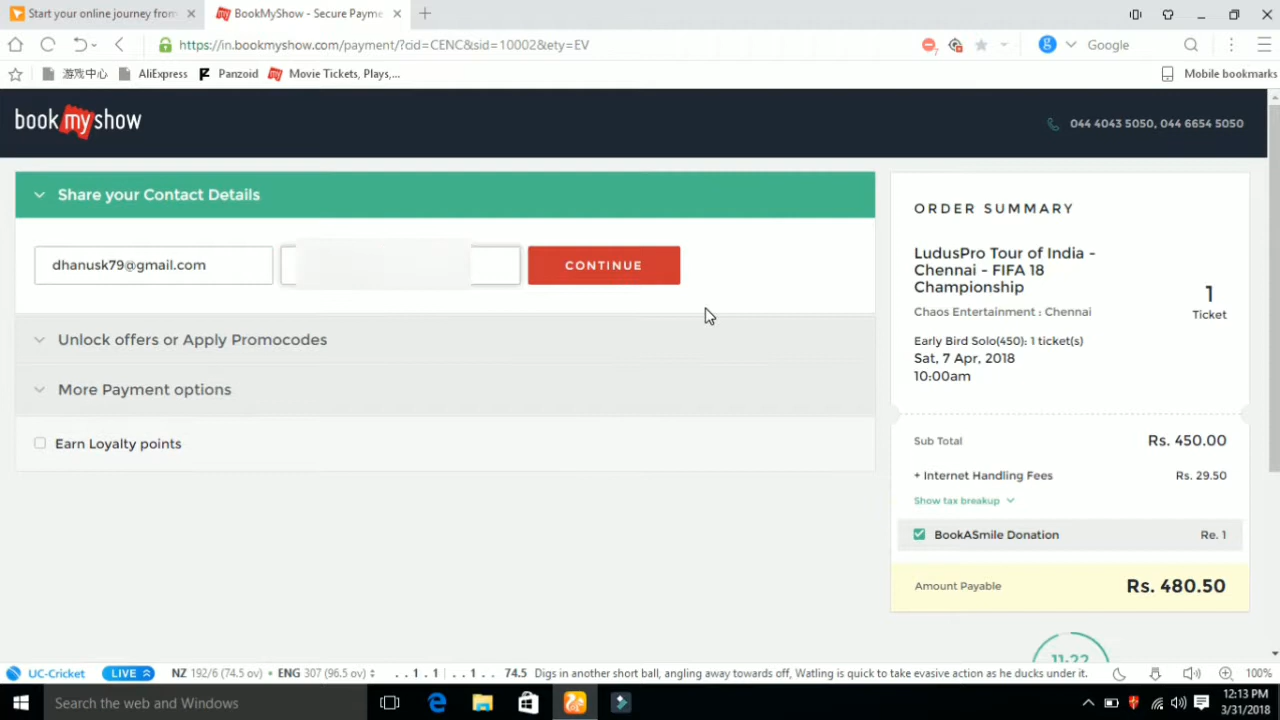 Start your online journey from
BookMyShow - Secure Payme
https://in.bookmyshow.com/payment/?cid=CENC&sid=10002&ety=EV
Google
游戏中心
AliExpress
Panzoid
Movie Tickets, Plays,...
Mobile bookmarks
book my show
044 4043 5050, 044 6654 5050
Share your Contact Details
dhanusk79@gmail.com
CONTINUE
Unlock offers or Apply Promocodes
More Payment options
Earn Loyalty points
ORDER SUMMARY
LudusPro Tour of India -
Chennai - FIFA 18
Championship
1
Ticket
Chaos Entertainment : Chennai
Early Bird Solo(450): 1 ticket(s)
Sat, 7 Apr, 2018
10:00am
Sub Total Rs. 450.00
+ Internet Handling Fees Rs. 29.50
Show tax breakup
BookASmile Donation Re. 1
Amount Payable Rs. 480.50
11:22
UC-Cricket LIVE NZ 192/6 (74.5 ov) • ENG 307 (96.5 ov) . . 1 . 1 | . . 1 . 74.5 Digs in another short ball, angling away towards off, Watling is quick to take evasive action as he ducks under it. 100%
Search the web and Windows
12:13 PM
3/31/2018